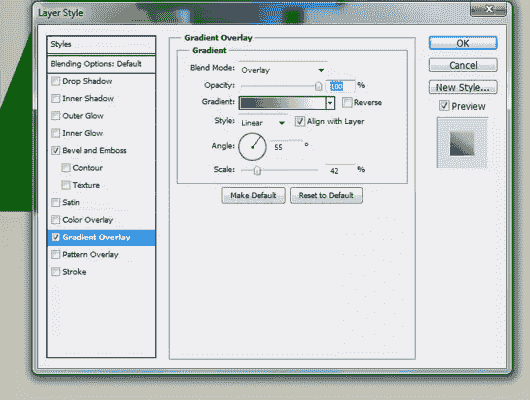 Layer Style
Styles
Blending Options: Default
Drop Shadow
Inner Shadow
Outer Glow
Inner Glow
Bevel and Emboss
Contour
Texture
Satin
Color Overlay
Gradient Overlay
Pattern Overlay
Stroke
Gradient Overlay
Gradient
Blend Mode: Overlay
Opacity: 100 %
Gradient: Reverse
Style: Linear Align with Layer
Angle: 55 °
Scale: 42 %
Make Default Reset to Default
OK
Cancel
New Style...
Preview